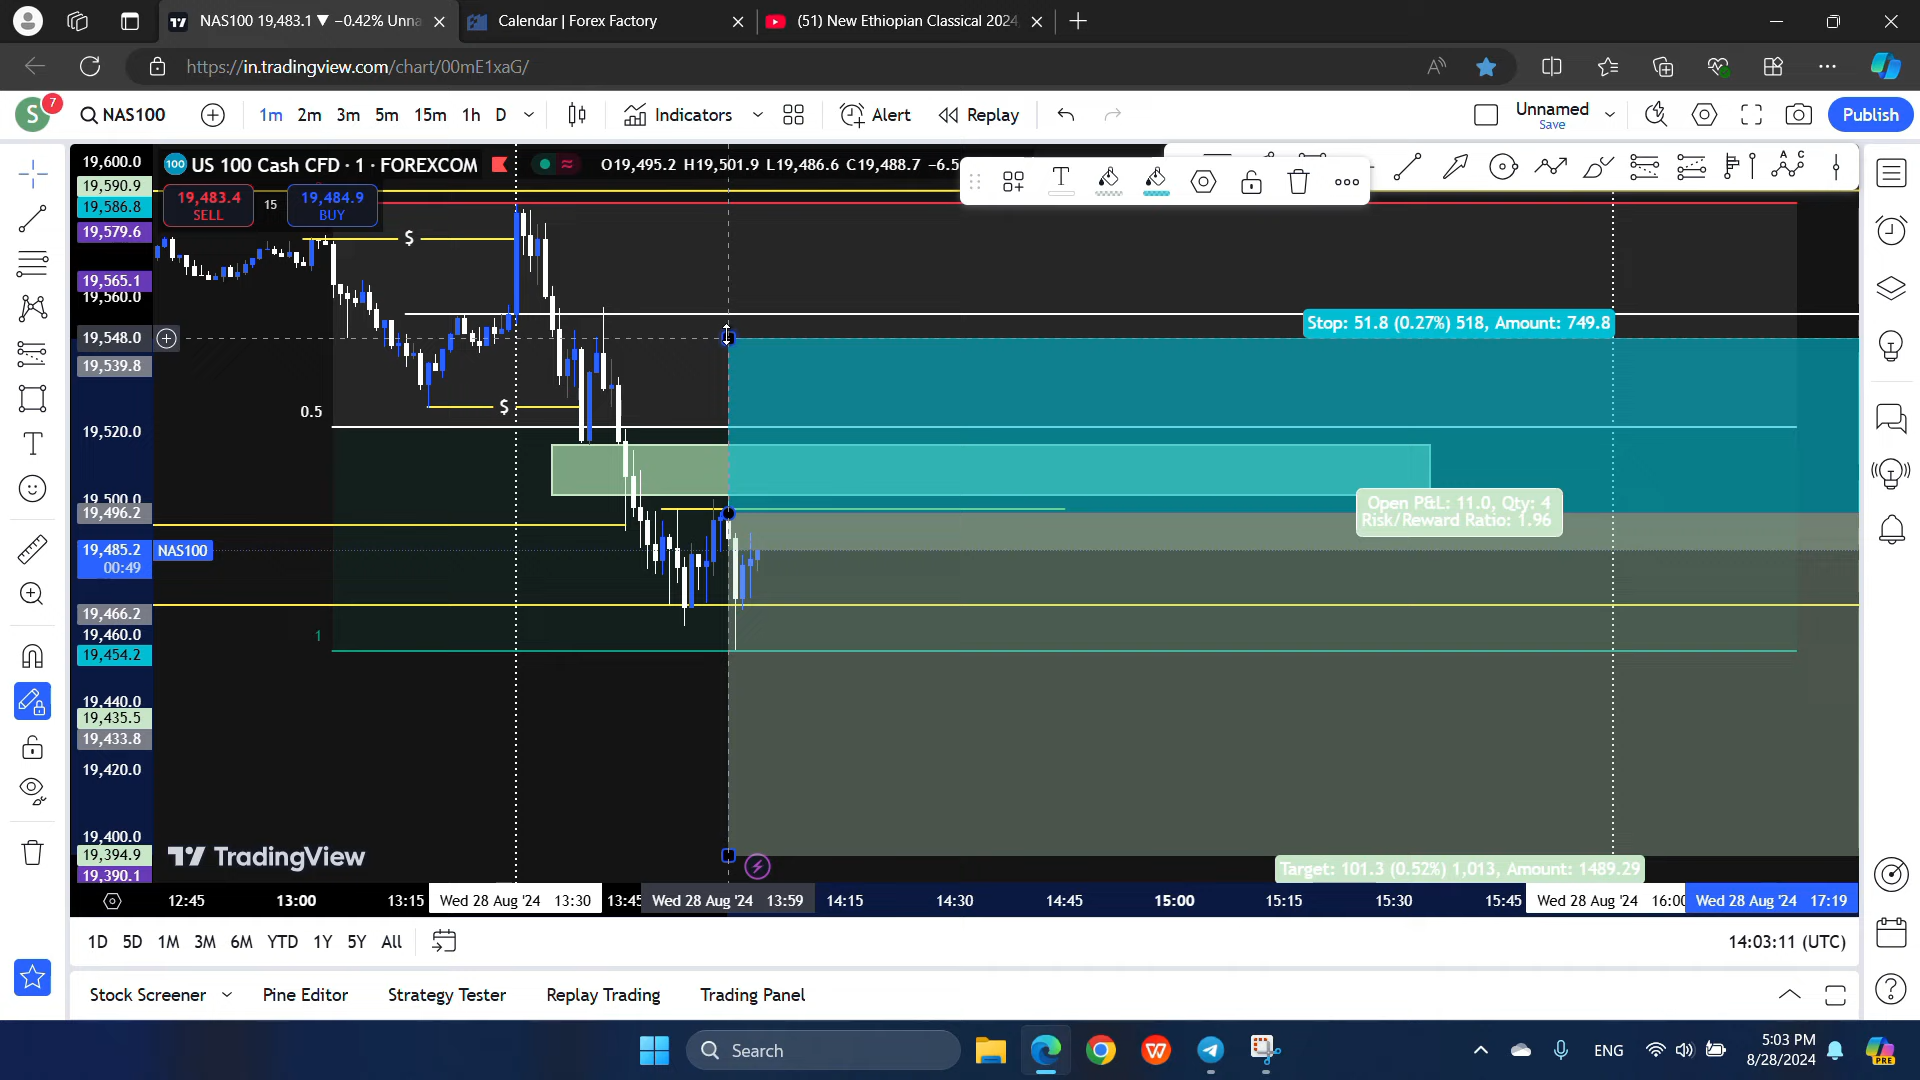 NAS100 19,483.1 ▼ −0.42% Unna
Calendar | Forex Factory
(51) New Ethiopian Classical 2024
https://in.tradingview.com/chart/00mE1xaG/
S
7
NAS100
1m
2m
3m
5m
15m
1h
D
Indicators
Alert
Replay
Unnamed
Save
Publish
100 US 100 Cash CFD · 1 · FOREXCOM
O19,495.2 H19,501.9 L19,486.6 C19,488.7 −6.5
19,483.4
SELL
15
19,484.9
BUY
19,600.0
19,590.9
19,586.8
19,579.6
19,565.1
19,560.0
19,548.0
19,539.8
19,520.0
19,500.0
19,496.2
19,485.2
00:49
NAS100
19,466.2
19,460.0
19,454.2
19,440.0
19,435.5
19,433.8
19,420.0
19,400.0
19,394.9
19,390.1
$
$
0.5
1
Stop: 51.8 (0.27%) 518, Amount: 749.8
Open P&L: 11.0, Qty: 4
Risk/Reward Ratio: 1.96
Target: 101.3 (0.52%) 1,013, Amount: 1489.29
TradingView
12:45
13:00
13:15
Wed 28 Aug '24 13:30
13:45
Wed 28 Aug '24 13:59
14:15
14:30
14:45
15:00
15:15
15:30
15:45
Wed 28 Aug '24 16:00
Wed 28 Aug '24 17:19
1D
5D
1M
3M
6M
YTD
1Y
5Y
All
14:03:11 (UTC)
Stock Screener
Pine Editor
Strategy Tester
Replay Trading
Trading Panel
Search
ENG
5:03 PM
8/28/2024